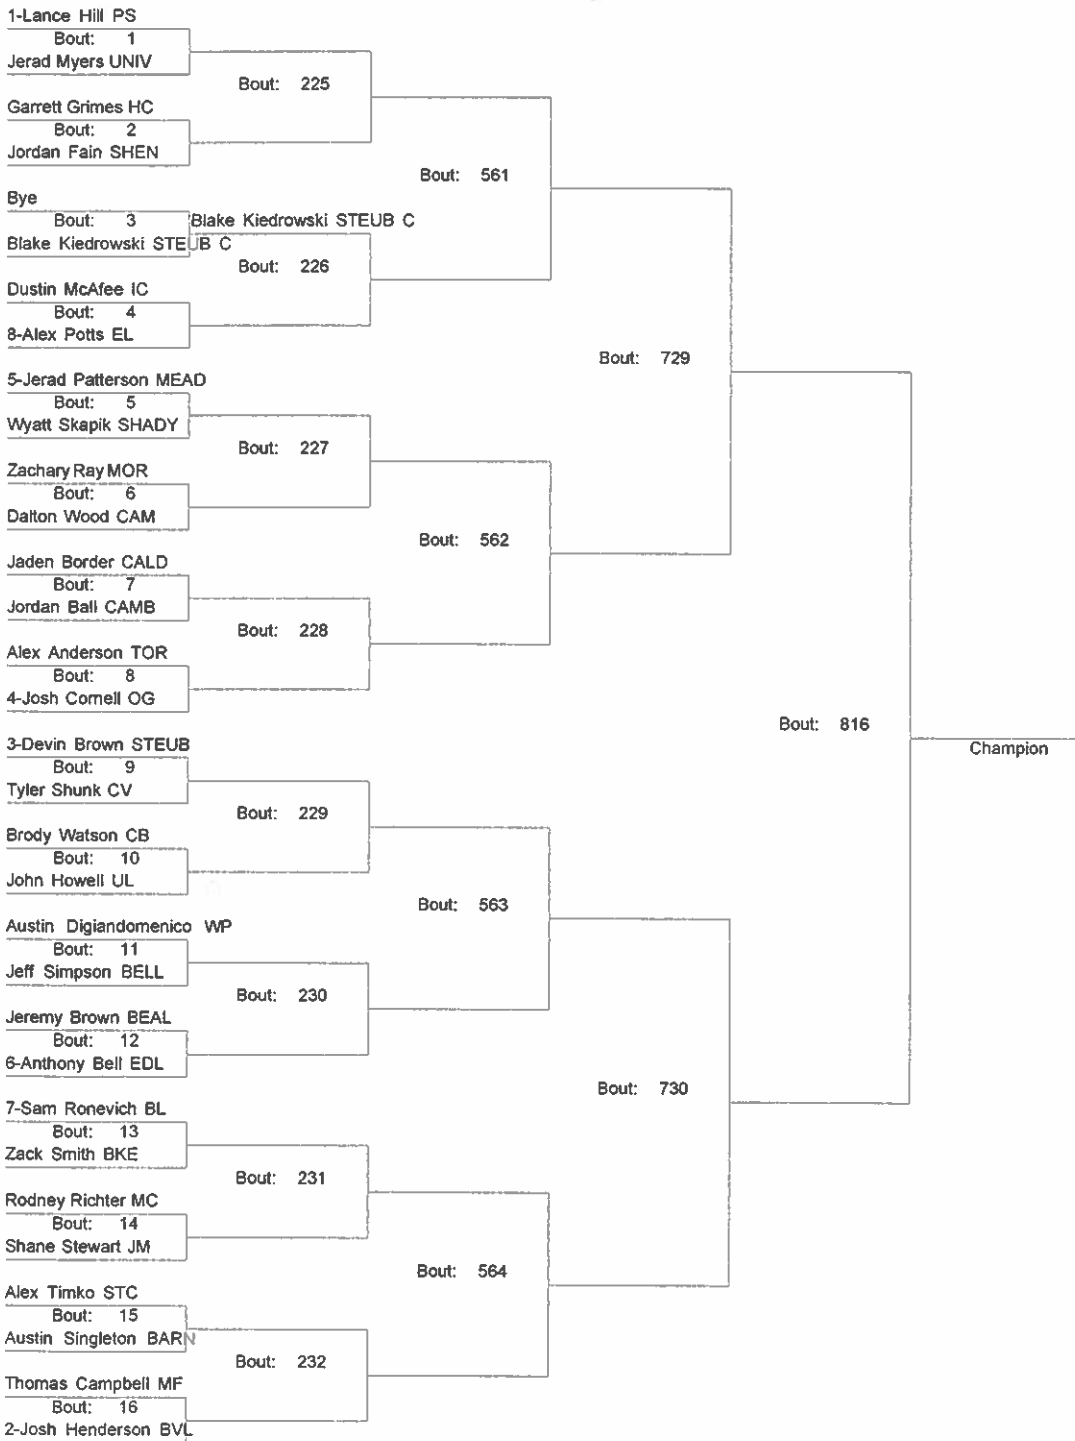 1-Lance Hill PS
Bout: 1
Jerad Myers UNIV
Bout: 225
Garrett Grimes HC
Bout: 2
Jordan Fain SHEN
Bout: 561
Bye
Bout: 3 Blake Kiedrowski STEUB C
Blake Kiedrowski STEUB C
Bout: 226
Dustin McAfee IC
Bout: 4
8-Alex Potts EL
Bout: 729
5-Jerad Patterson MEAD
Bout: 5
Wyatt Skapik SHADY
Bout: 227
Zachary Ray MOR
Bout: 6
Dalton Wood CAM
Bout: 562
Jaden Border CALD
Bout: 7
Jordan Ball CAMB
Bout: 228
Alex Anderson TOR
Bout: 8
4-Josh Cornell OG
Bout: 816
Champion
3-Devin Brown STEUB
Bout: 9
Tyler Shunk CV
Bout: 229
Brody Watson CB
Bout: 10
John Howell UL
Bout: 563
Austin Digiandomenico WP
Bout: 11
Jeff Simpson BELL
Bout: 230
Jeremy Brown BEAL
Bout: 12
6-Anthony Bell EDL
Bout: 730
7-Sam Ronevich BL
Bout: 13
Zack Smith BKE
Bout: 231
Rodney Richter MC
Bout: 14
Shane Stewart JM
Bout: 564
Alex Timko STC
Bout: 15
Austin Singleton BARN
Bout: 232
Thomas Campbell MF
Bout: 16
2-Josh Henderson BVL